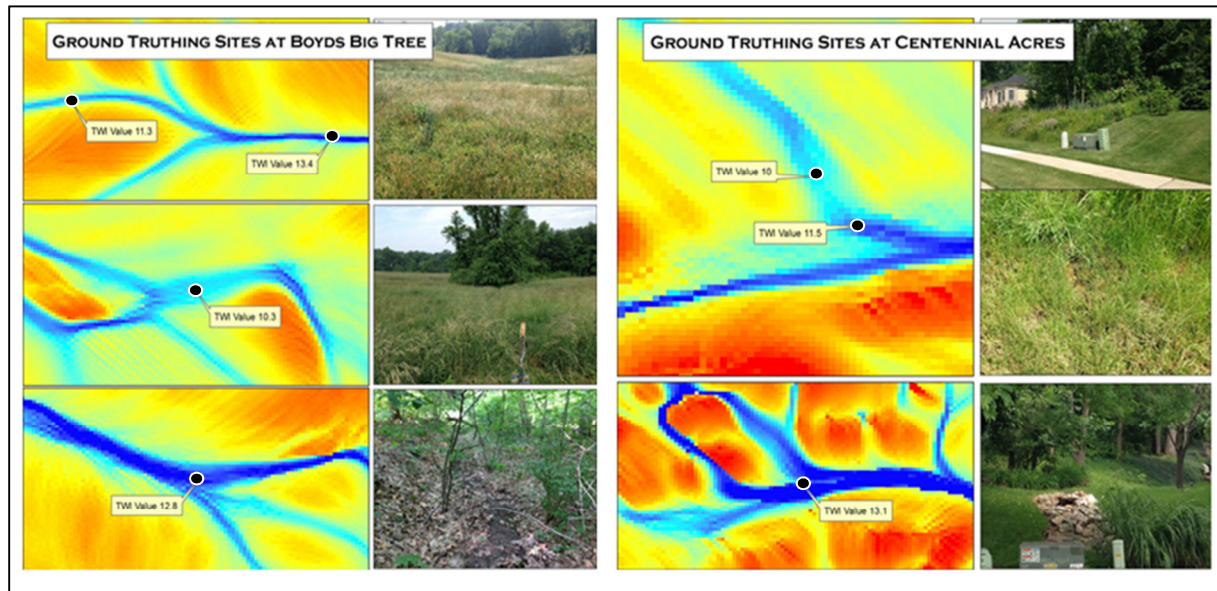 GROUND TRUTHING SITES AT BOYDS BIG TREE
TWI Value 11.3
TWI Value 13.4
TWI Value 10.3
TWI Value 12.8
GROUND TRUTHING SITES AT CENTENNIAL ACRES
TWI Value 10
TWI Value 11.5
TWI Value 13.1